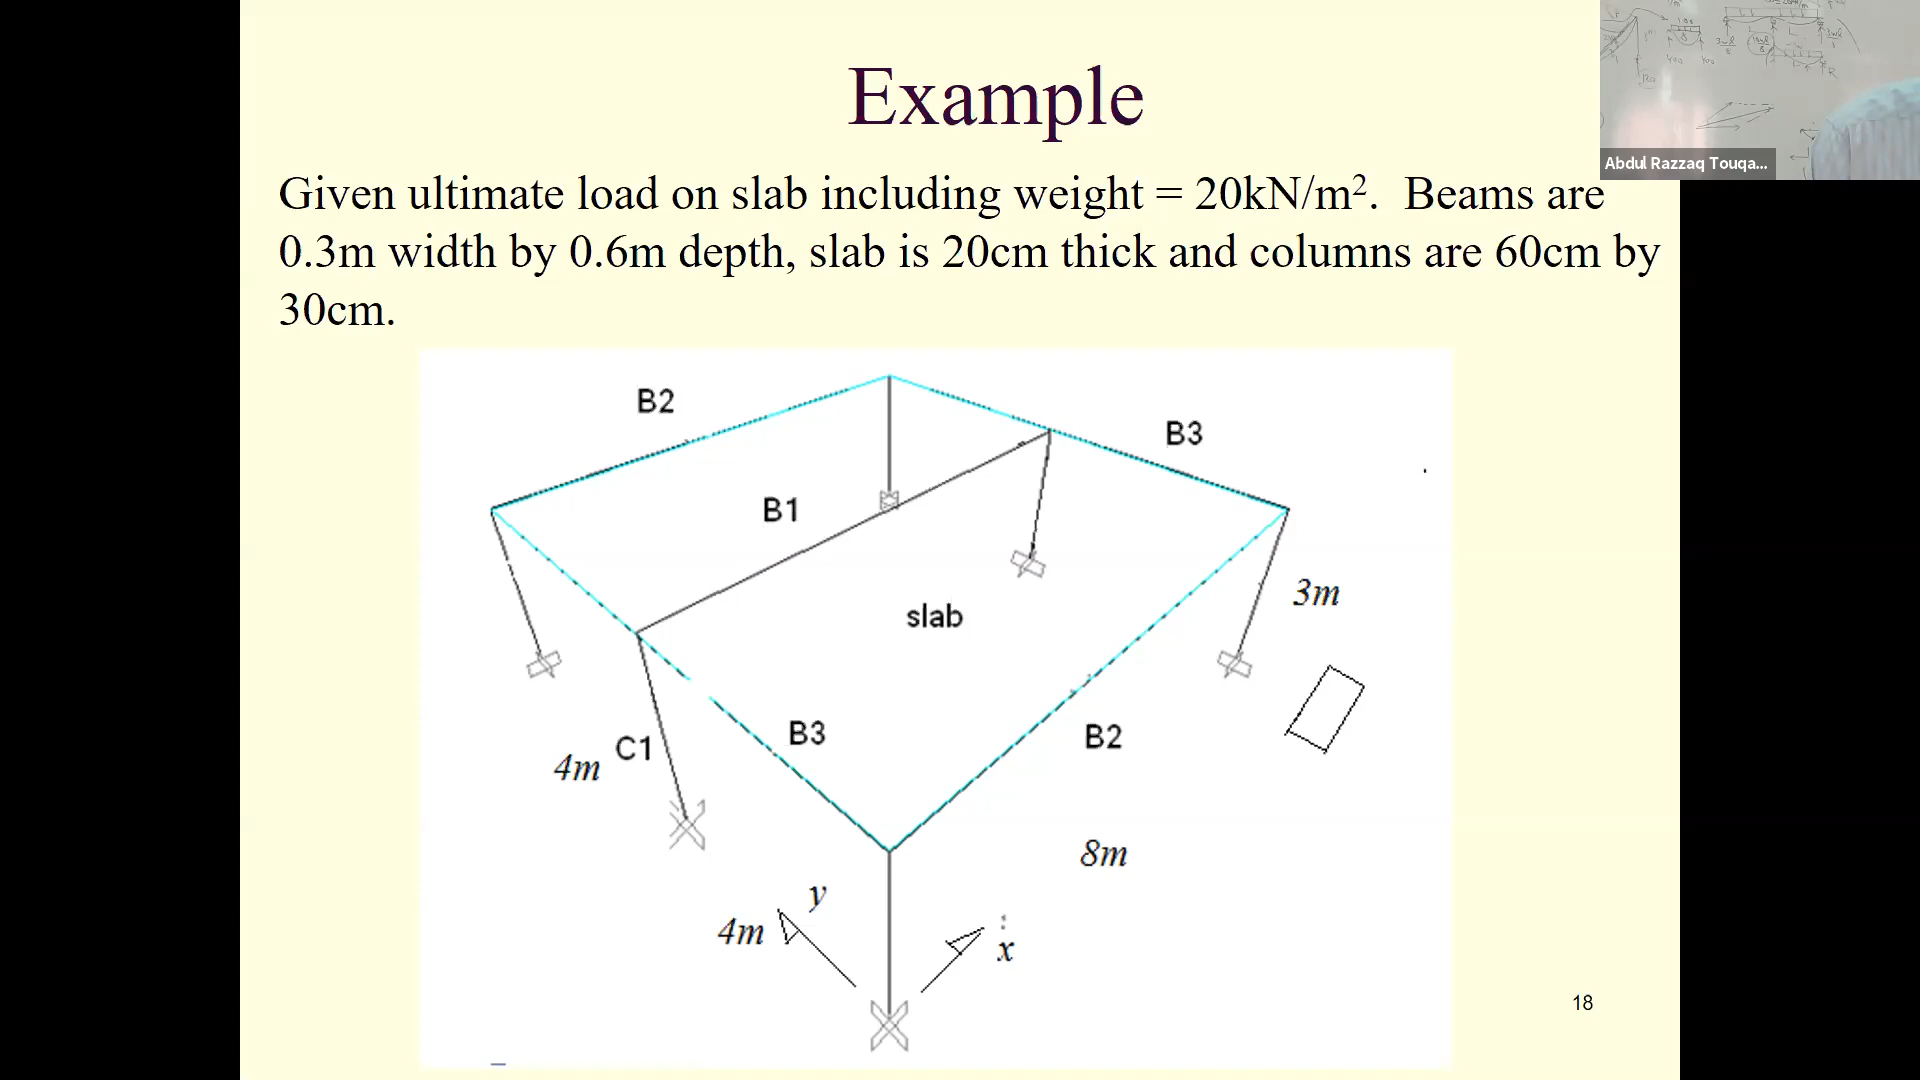 Example
Given ultimate load on slab including weight = 20kN/m². Beams are
0.3m width by 0.6m depth, slab is 20cm thick and columns are 60cm by
30cm.
Abdul Razzaq Touqa...
B2
B3
B1
3m
slab
B3
B2
C1
4m
8m
y
4m
x
18